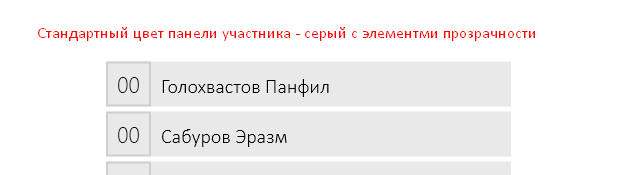 Стандартный цвет панели участника - серый с элементми прозрачности
00 Голохвастов Панфил
00 Сабуров Эразм